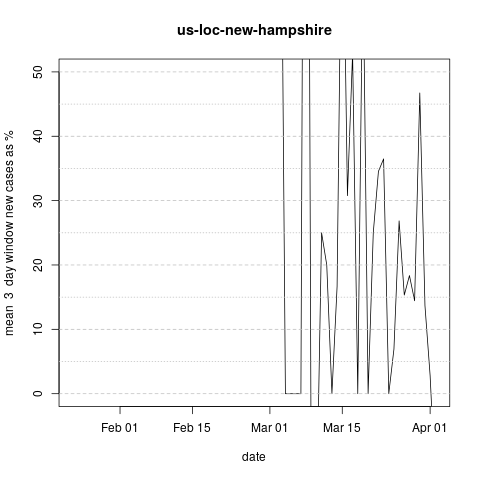 us-loc-new-hampshire
mean 3 day window new cases as %
50
40
30
20
10
0
Feb 01 Feb 15 Mar 01 Mar 15 Apr 01
date